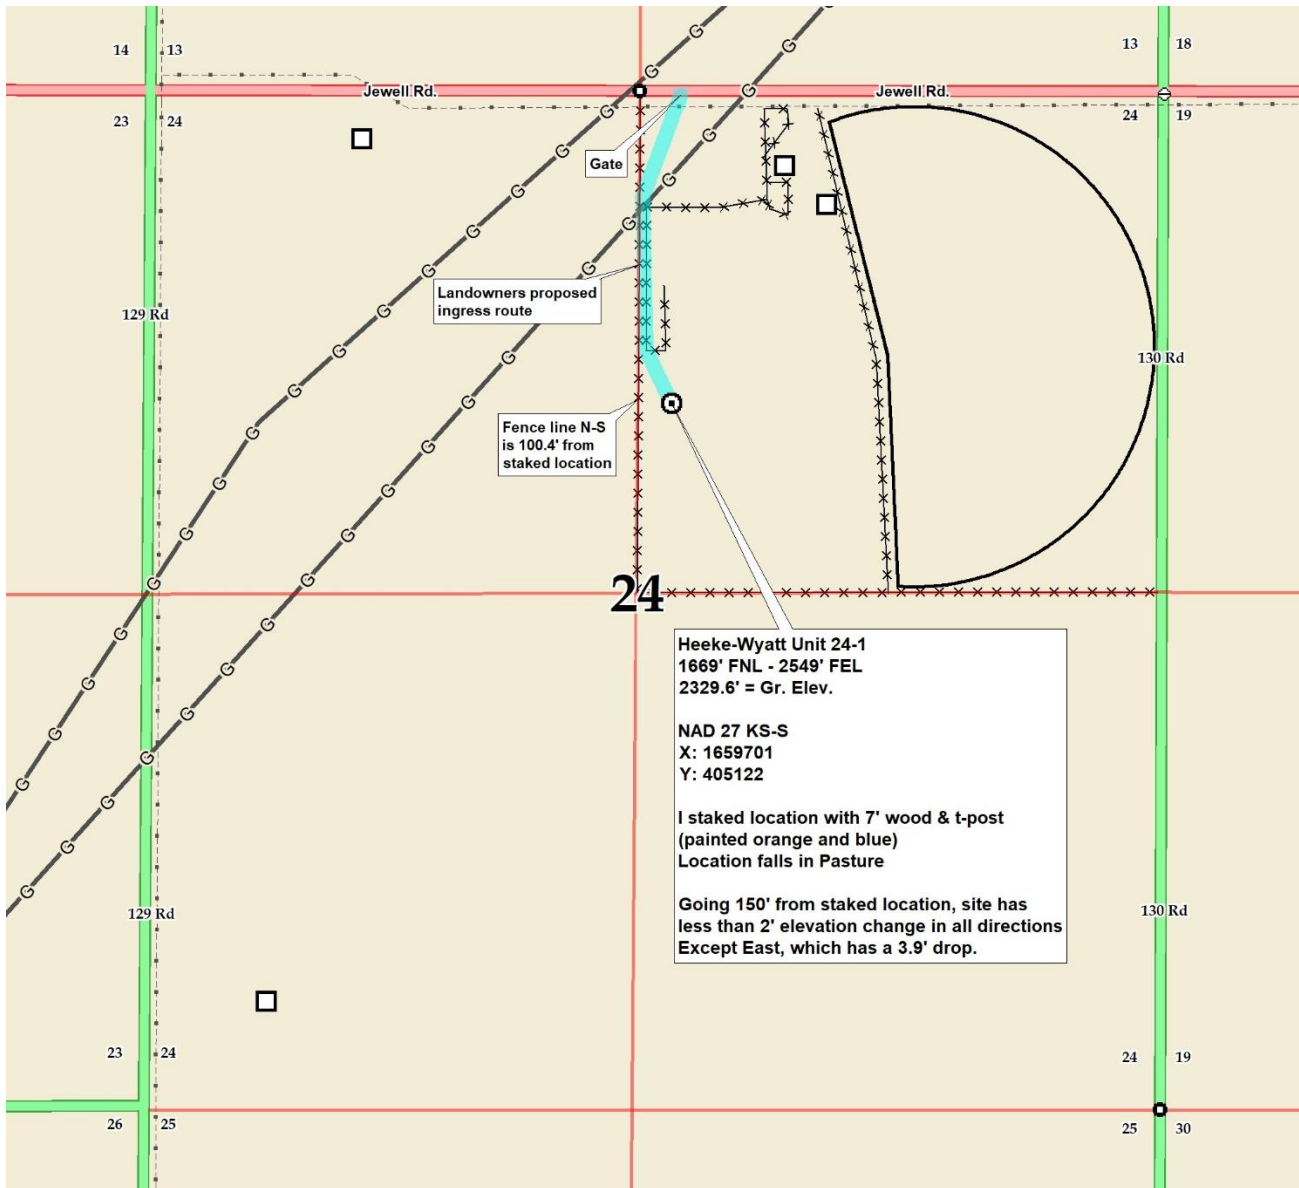 14 13
13 18
Jewell Rd.
Jewell Rd.
23 24
24 19
Gate
Landowners proposed
ingress route
129 Rd
130 Rd
Fence line N-S
is 100.4' from
staked location
24
Heeke-Wyatt Unit 24-1
1669' FNL - 2549' FEL
2329.6' = Gr. Elev.
NAD 27 KS-S
X: 1659701
Y: 405122
I staked location with 7' wood & t-post
(painted orange and blue)
Location falls in Pasture
Going 150' from staked location, site has
less than 2' elevation change in all directions
Except East, which has a 3.9' drop.
129 Rd
130 Rd
23 24
24 19
26 25
25 30
G G G G G G G G G G G G G G G G G G
G G G G G G G G G G G G G G G G G G G G